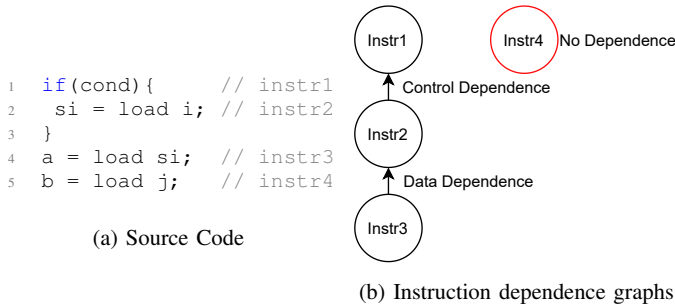 1 if(cond){ // instr1
2 si = load i; // instr2
3 }
4 a = load si; // instr3
5 b = load j; // instr4
(a) Source Code
Instr1
Instr4 No Dependence
Control Dependence
Instr2
Data Dependence
Instr3
(b) Instruction dependence graphs